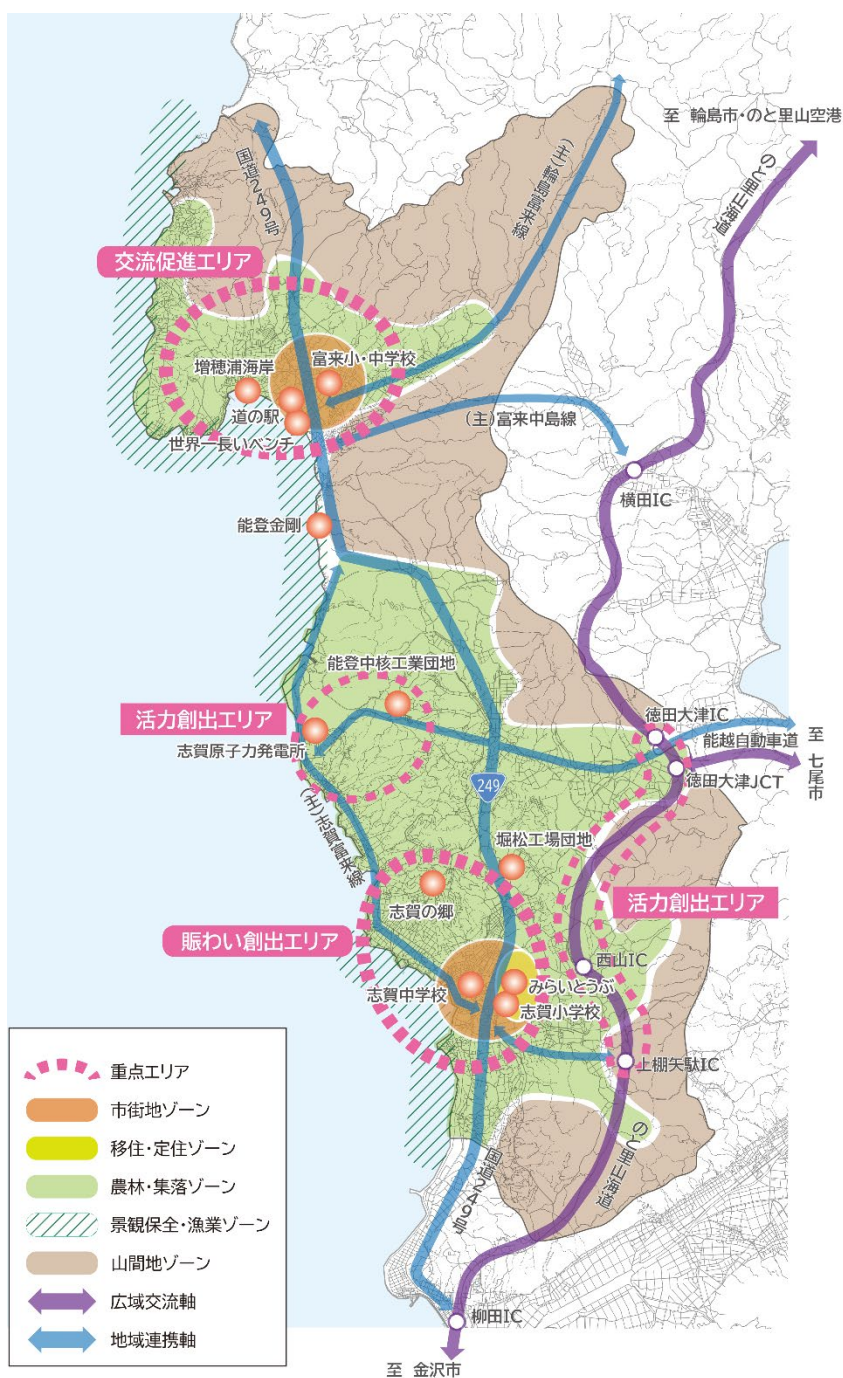 至 輪島市・のと里山空港
のと里山海道
国道249号
(主)輪島富来線
交流促進エリア
増穂浦海岸
富来小・中学校
道の駅
世界一長いベンチ
(主)富来中島線
横田IC
能登金剛
能登中核工業団地
活力創出エリア
志賀原子力発電所
徳田大津IC
能越自動車道
至 七尾市
徳田大津JCT
249
(主)志賀富来線
堀松工場団地
志賀の郷
活力創出エリア
賑わい創出エリア
西山IC
みらいとうぶ
志賀中学校
志賀小学校
上棚矢駄IC
のと里山海道
国道249号
柳田IC
至 金沢市
重点エリア
市街地ゾーン
移住・定住ゾーン
農林・集落ゾーン
景観保全・漁業ゾーン
山間地ゾーン
広域交流軸
地域連携軸